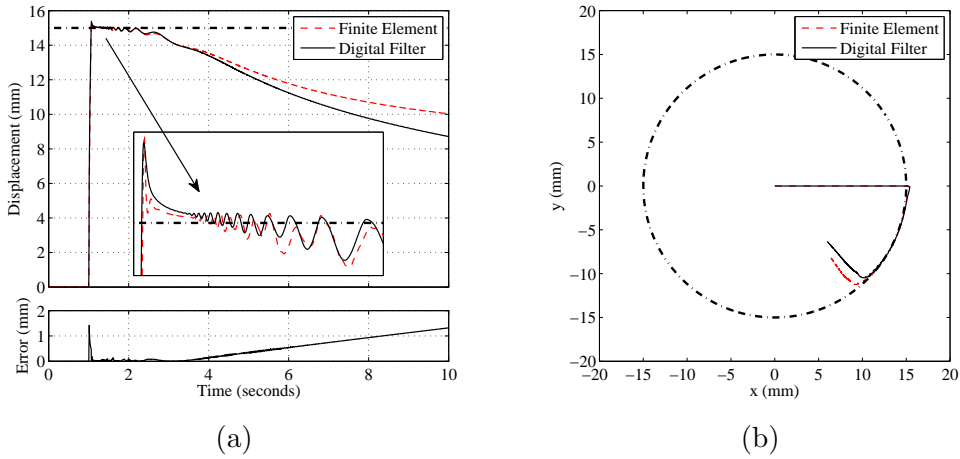 16
14
12
10
8
6
4
2
0
Displacement (mm)
Finite Element
Digital Filter
2
1
0
Error (mm)
0 2 4 6 8 10
Time (seconds)
(a)
20
15
10
5
0
−5
−10
−15
−20
y (mm)
Finite Element
Digital Filter
−20 −15 −10 −5 0 5 10 15 20
x (mm)
(b)